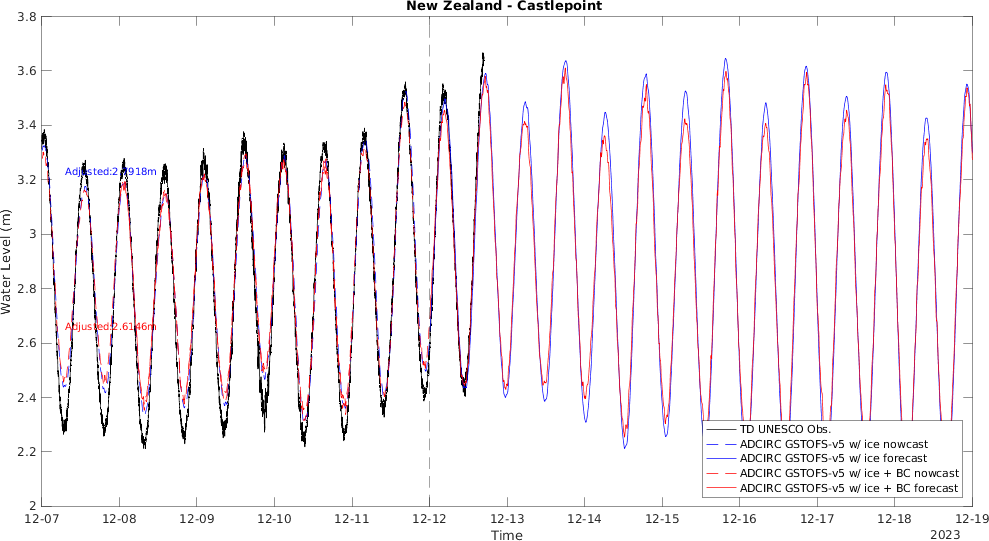 New Zealand - Castlepoint
Water Level (m)
3.8
3.6
3.4
3.2
3
2.8
2.6
2.4
2.2
2
Adjusted:2.6146m
12-07
12-08
12-09
12-10
12-11
12-12
12-13
12-14
12-15
12-16
12-17
12-18
12-19
Time
2023
TD UNESCO Obs.
ADCIRC GSTOFS-v5 w/ ice nowcast
ADCIRC GSTOFS-v5 w/ ice forecast
ADCIRC GSTOFS-v5 w/ ice + BC nowcast
ADCIRC GSTOFS-v5 w/ ice + BC forecast